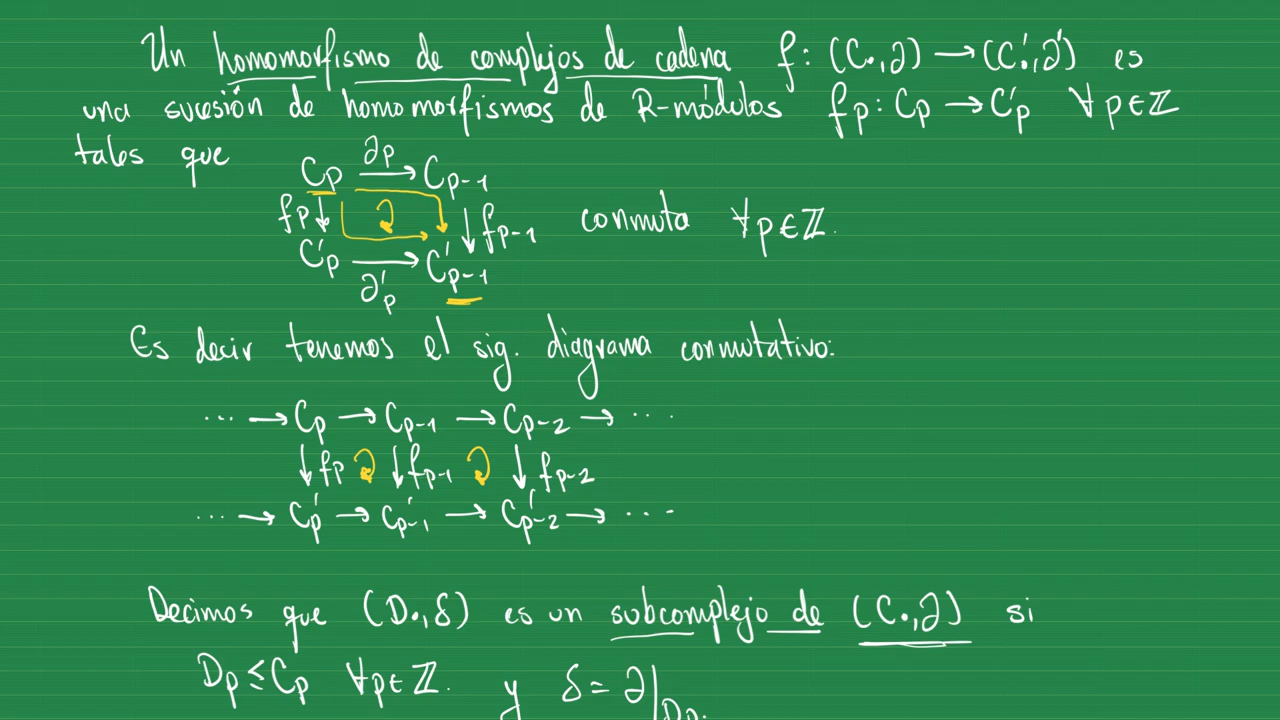 Un homomorfismo de complejos de cadena f: (C•,∂) → (C'•,∂') es
una sucesión de homomorfismos de R-módulos fp: Cp → C'p ∀ p∈ℤ
tales que
Cp ∂p→ Cp-1
fp↓ ↓fp-1 conmuta ∀p∈ℤ.
C'p ∂'p→ C'p-1
Es decir tenemos el sig. diagrama conmutativo:
··· → Cp → Cp-1 → Cp-2 → ···
↓fp ↓fp-1 ↓fp-2
··· → C'p → C'p-1 → C'p-2 → ···
Decimos que (D•,δ) es un subcomplejo de (C•,∂) si
Dp ≤ Cp ∀p∈ℤ. y δ = ∂|Dp.